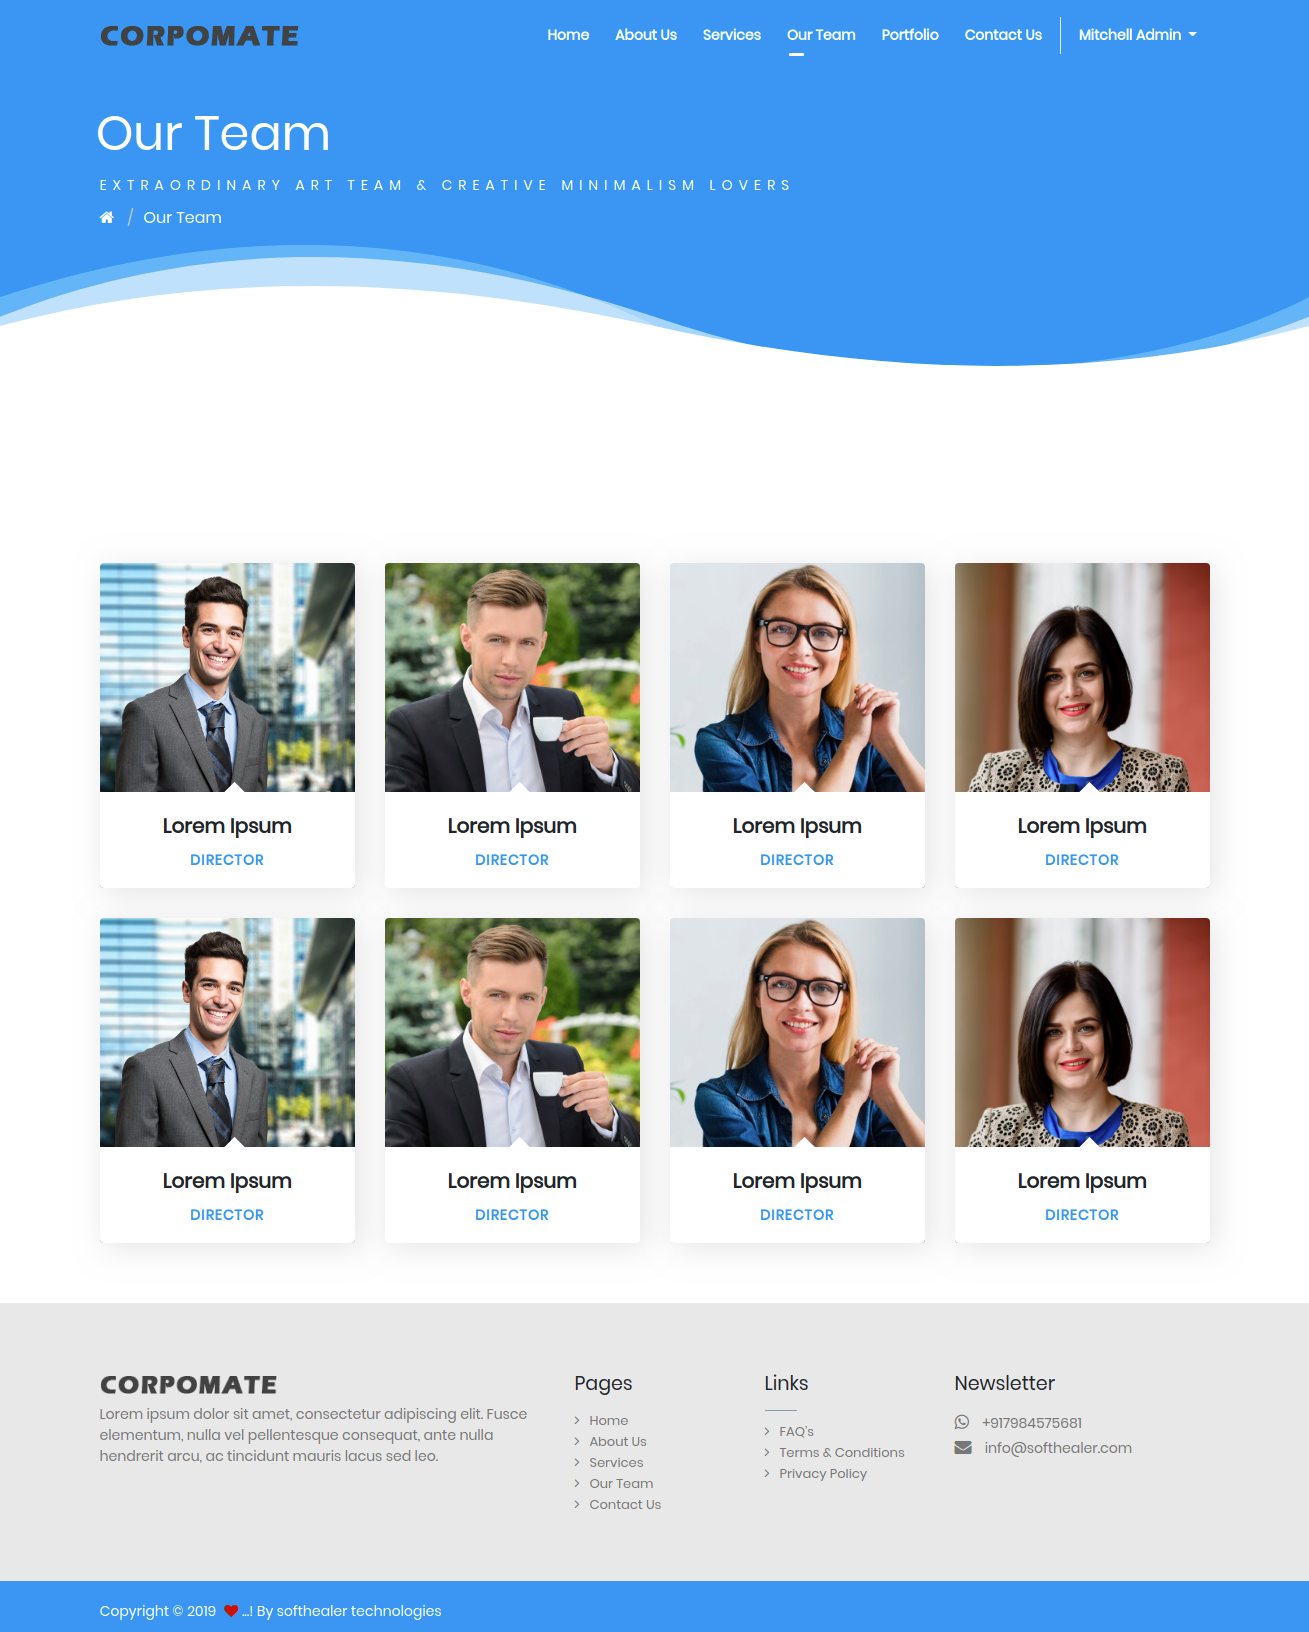 CORPOMATE
Home About Us Services Our Team Portfolio Contact Us Mitchell Admin
Our Team
EXTRAORDINARY ART TEAM & CREATIVE MINIMALISM LOVERS
/ Our Team
Lorem Ipsum Lorem Ipsum Lorem Ipsum Lorem Ipsum
DIRECTOR DIRECTOR DIRECTOR DIRECTOR
Lorem Ipsum Lorem Ipsum Lorem Ipsum Lorem Ipsum
DIRECTOR DIRECTOR DIRECTOR DIRECTOR
CORPOMATE
Lorem ipsum dolor sit amet, consectetur adipiscing elit. Fusce
elementum, nulla vel pellentesque consequat, ante nulla
hendrerit arcu, ac tincidunt mauris lacus sed leo.
Pages
Home
About Us
Services
Our Team
Contact Us
Links
FAQ's
Terms & Conditions
Privacy Policy
Newsletter
+917984575681
info@softhealer.com
Copyright © 2019 ❤ ...! By softhealer technologies